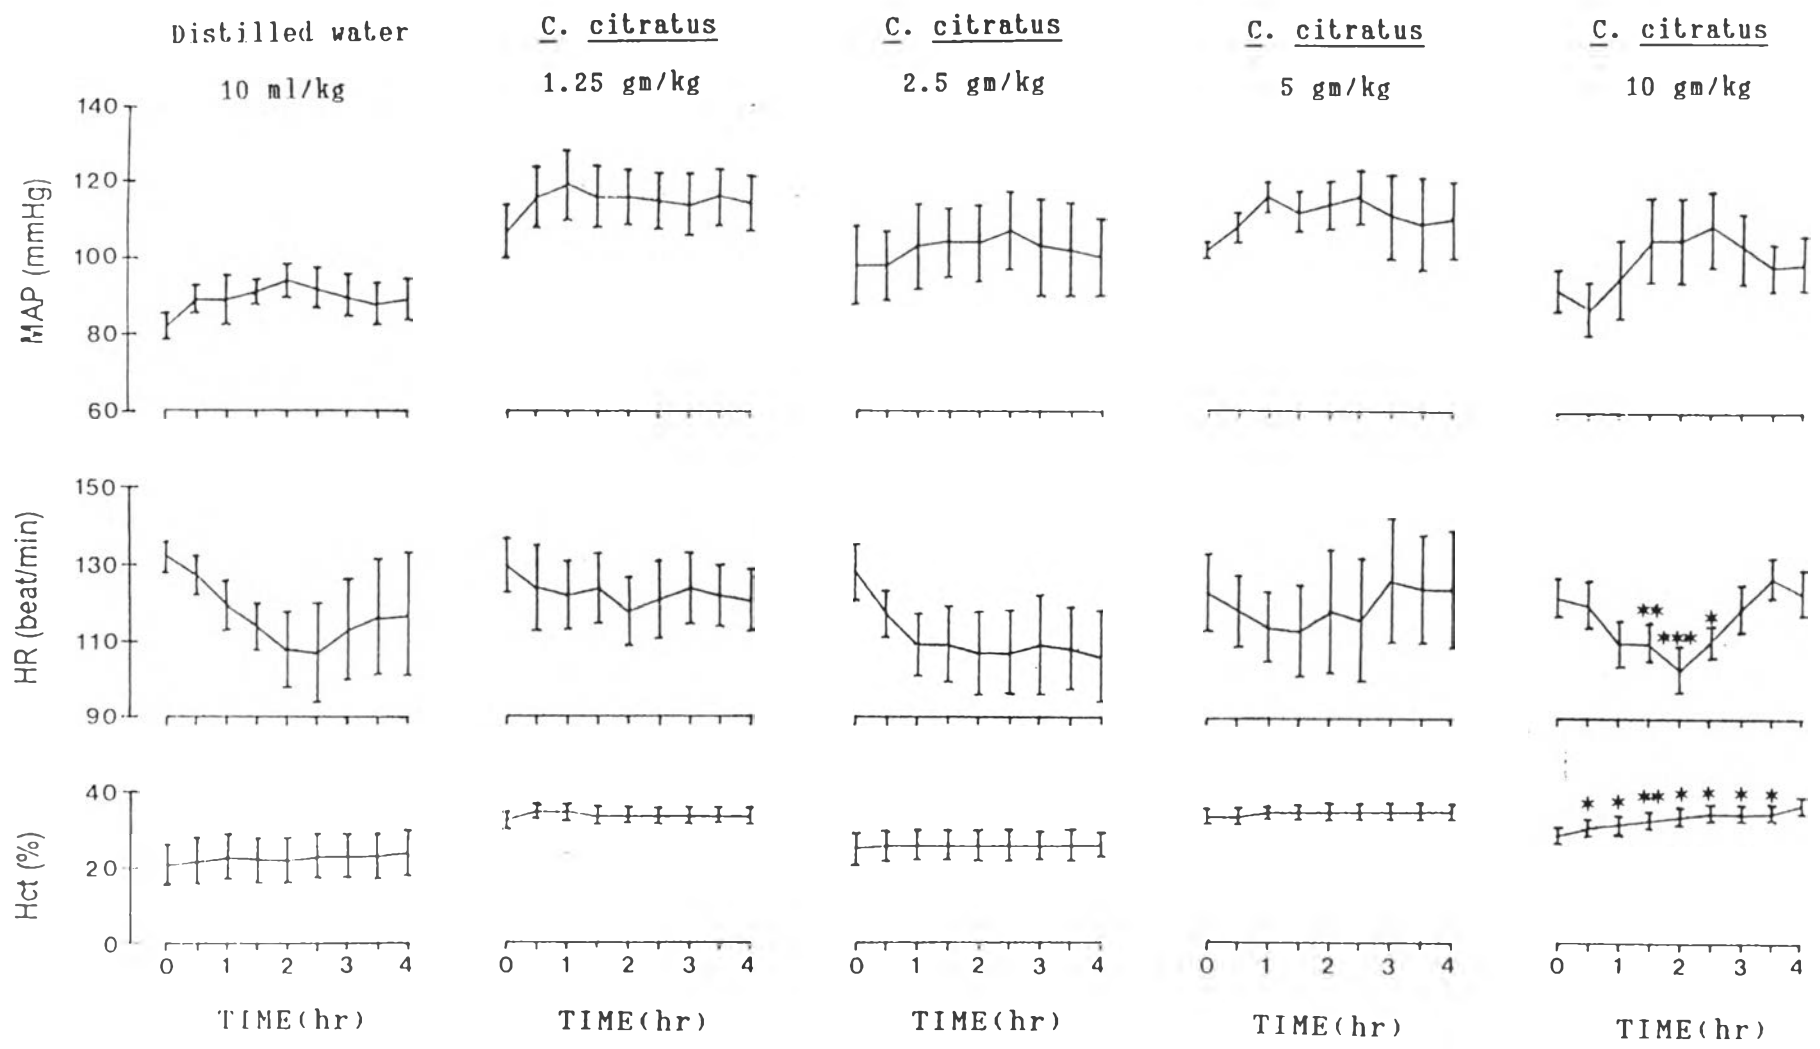 Distilled water
10 ml/kg
C. citratus
1.25 gm/kg
C. citratus
2.5 gm/kg
C. citratus
5 gm/kg
C. citratus
10 gm/kg
MAP (mmHg)
140
120
100
80
60
HR (beat/min)
150
130
110
90
** *** *
Hct (%)
40
20
0
* * ** * * * *
0 1 2 3 4
0 1 2 3 4
0 1 2 3 4
0 1 2 3 4
0 1 2 3 4
TIME(hr)
TIME(hr)
TIME(hr)
TIME(hr)
TIME(hr)